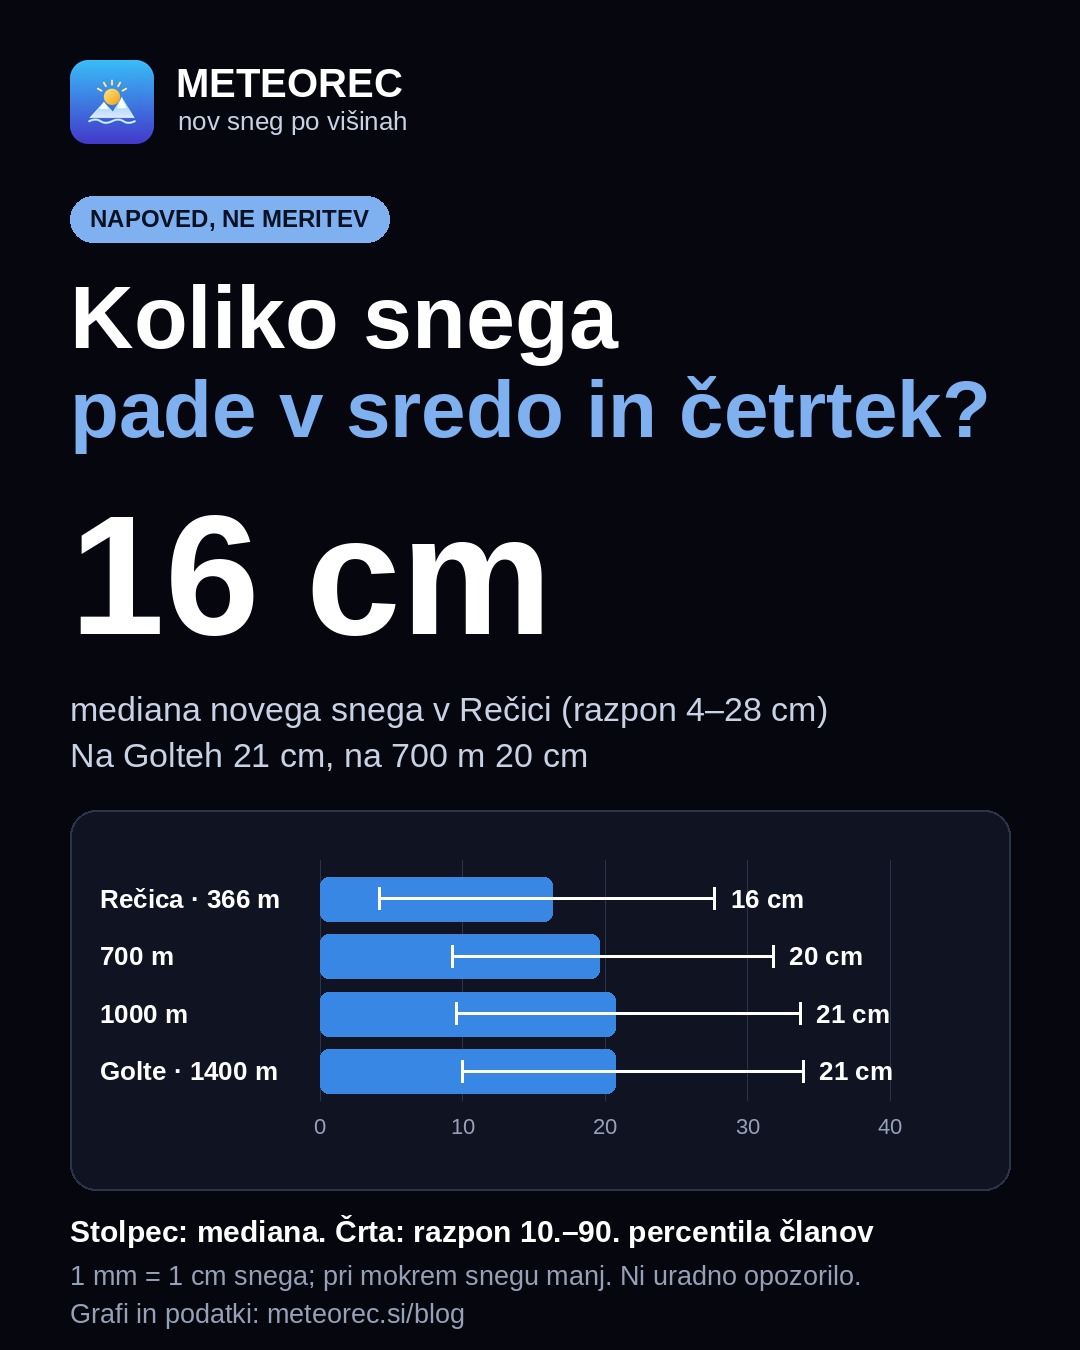 METEOREC
nov sneg po višinah
NAPOVED, NE MERITEV
Koliko snega
pade v sredo in četrtek?
16 cm
mediana novega snega v Rečici (razpon 4–28 cm)
Na Golteh 21 cm, na 700 m 20 cm
Rečica · 366 m 16 cm
700 m 20 cm
1000 m 21 cm
Golte · 1400 m 21 cm
0 10 20 30 40
Stolpec: mediana. Črta: razpon 10.–90. percentila članov
1 mm = 1 cm snega; pri mokrem snegu manj. Ni uradno opozorilo.
Grafi in podatki: meteorec.si/blog